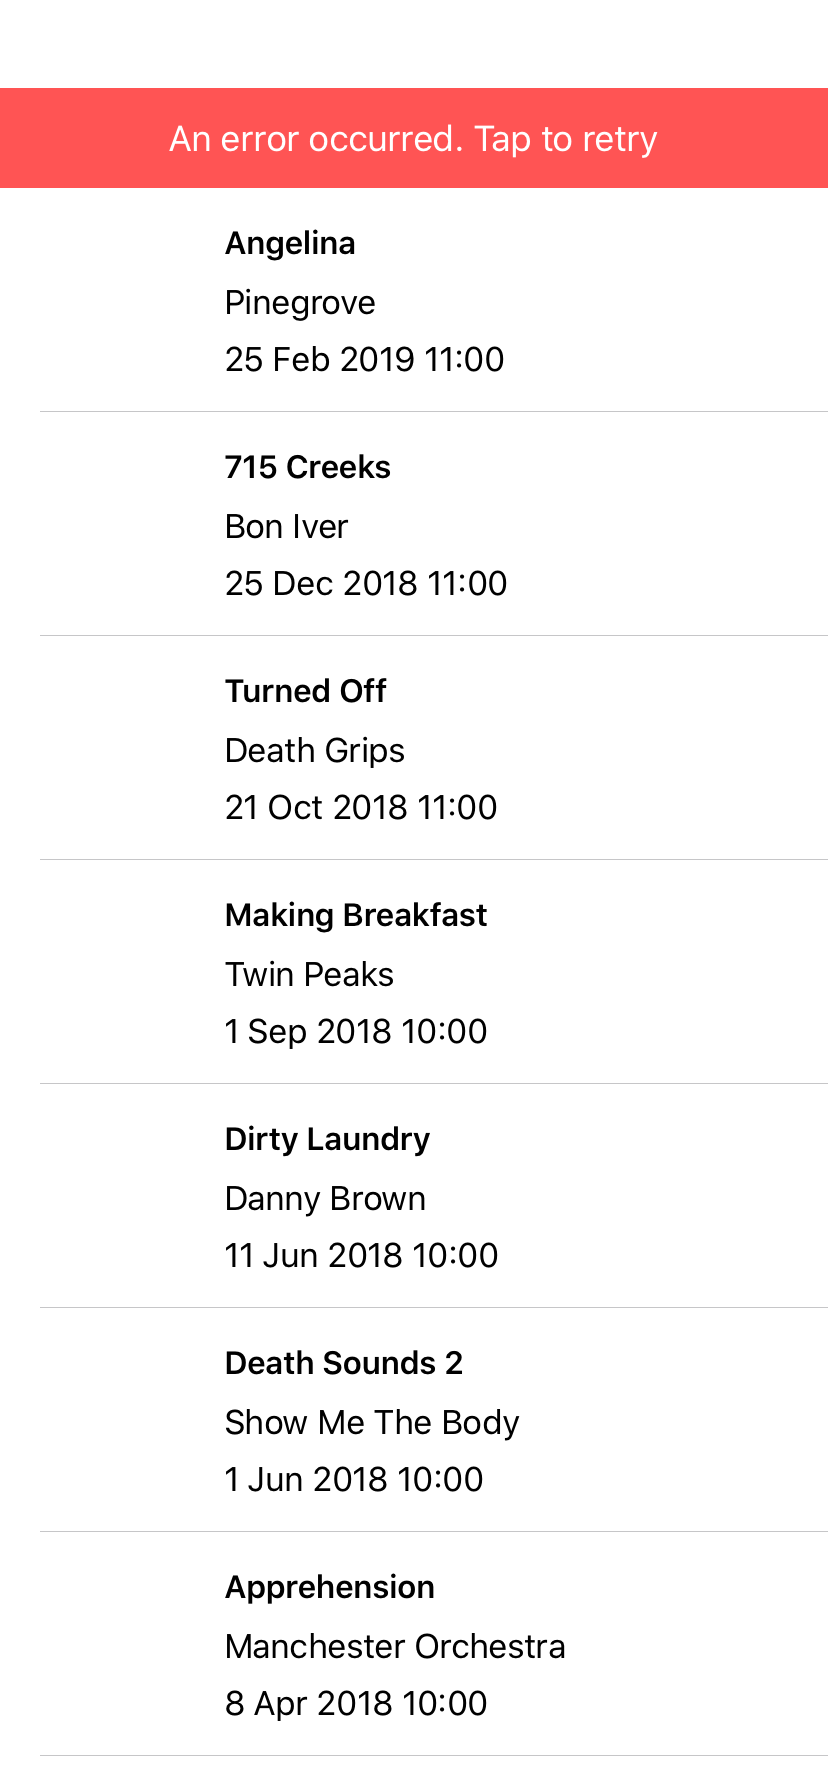 An error occurred. Tap to retry
Angelina
Pinegrove
25 Feb 2019 11:00
715 Creeks
Bon Iver
25 Dec 2018 11:00
Turned Off
Death Grips
21 Oct 2018 11:00
Making Breakfast
Twin Peaks
1 Sep 2018 10:00
Dirty Laundry
Danny Brown
11 Jun 2018 10:00
Death Sounds 2
Show Me The Body
1 Jun 2018 10:00
Apprehension
Manchester Orchestra
8 Apr 2018 10:00